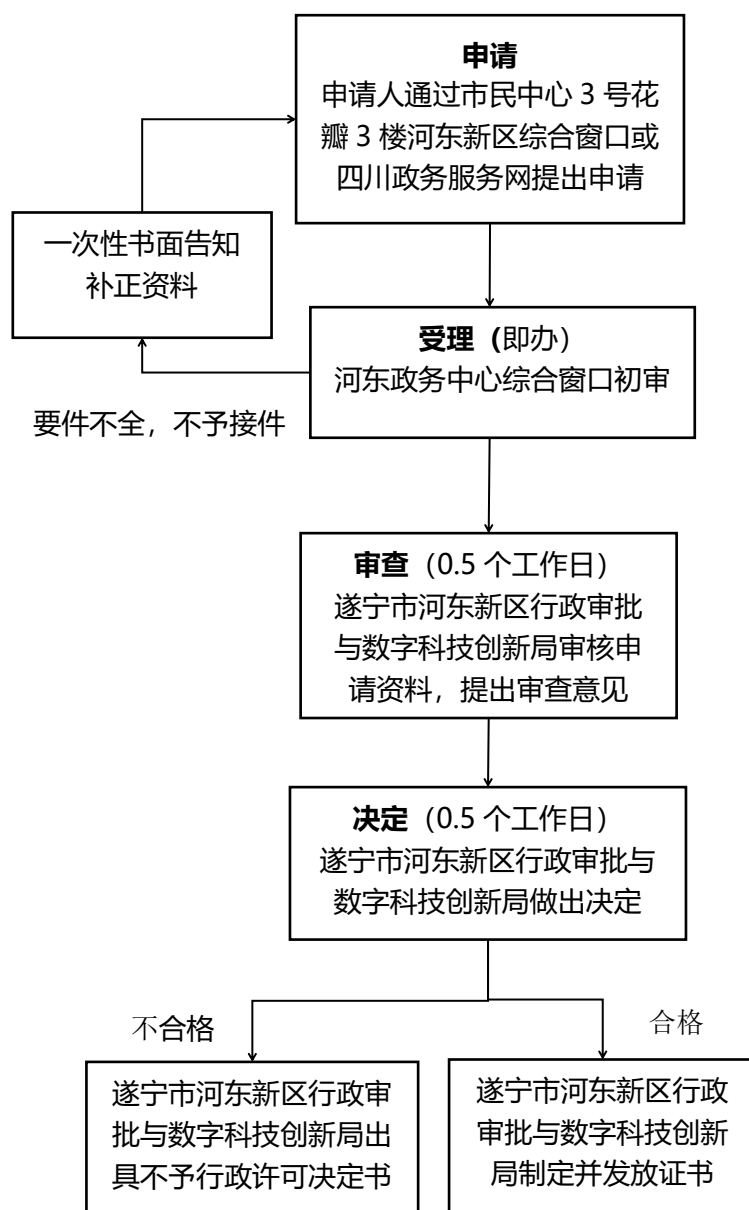 申请
申请人通过市民中心 3 号花
瓣 3 楼河东新区综合窗口或
四川政务服务网提出申请
一次性书面告知
补正资料
受理（即办）
河东政务中心综合窗口初审
要件不全，不予接件
审查（0.5 个工作日）
遂宁市河东新区行政审批
与数字科技创新局审核申
请资料，提出审查意见
决定（0.5 个工作日）
遂宁市河东新区行政审批与
数字科技创新局做出决定
不合格
合格
遂宁市河东新区行政审
批与数字科技创新局出
具不予行政许可决定书
遂宁市河东新区行政
审批与数字科技创新
局制定并发放证书